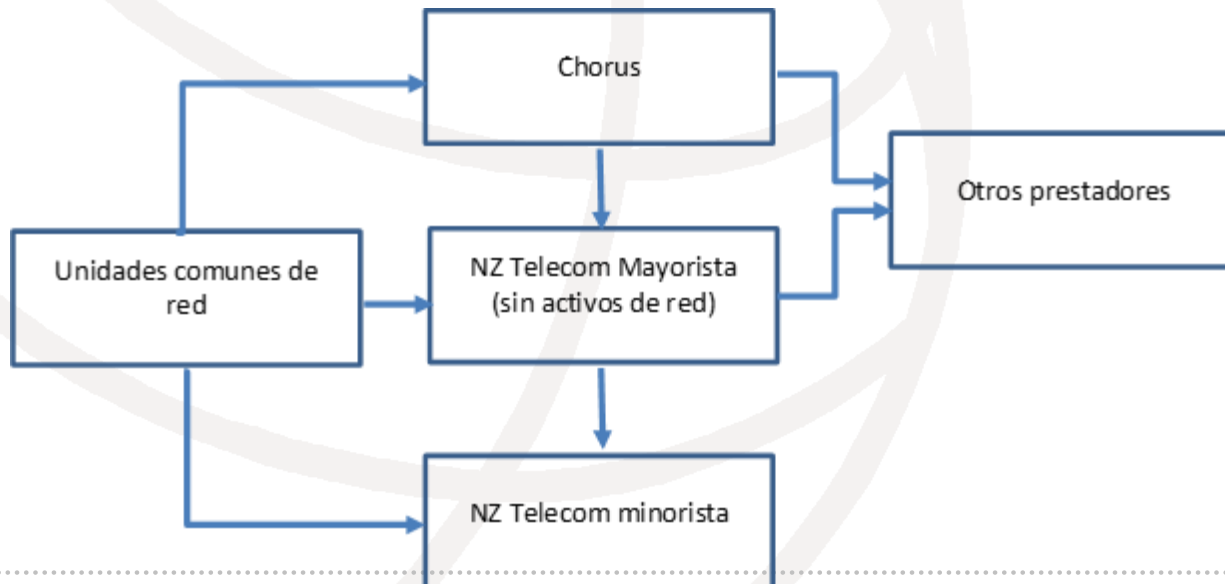 Chorus
Otros prestadores
Unidades comunes de
red
NZ Telecom Mayorista
(sin activos de red)
NZ Telecom minorista